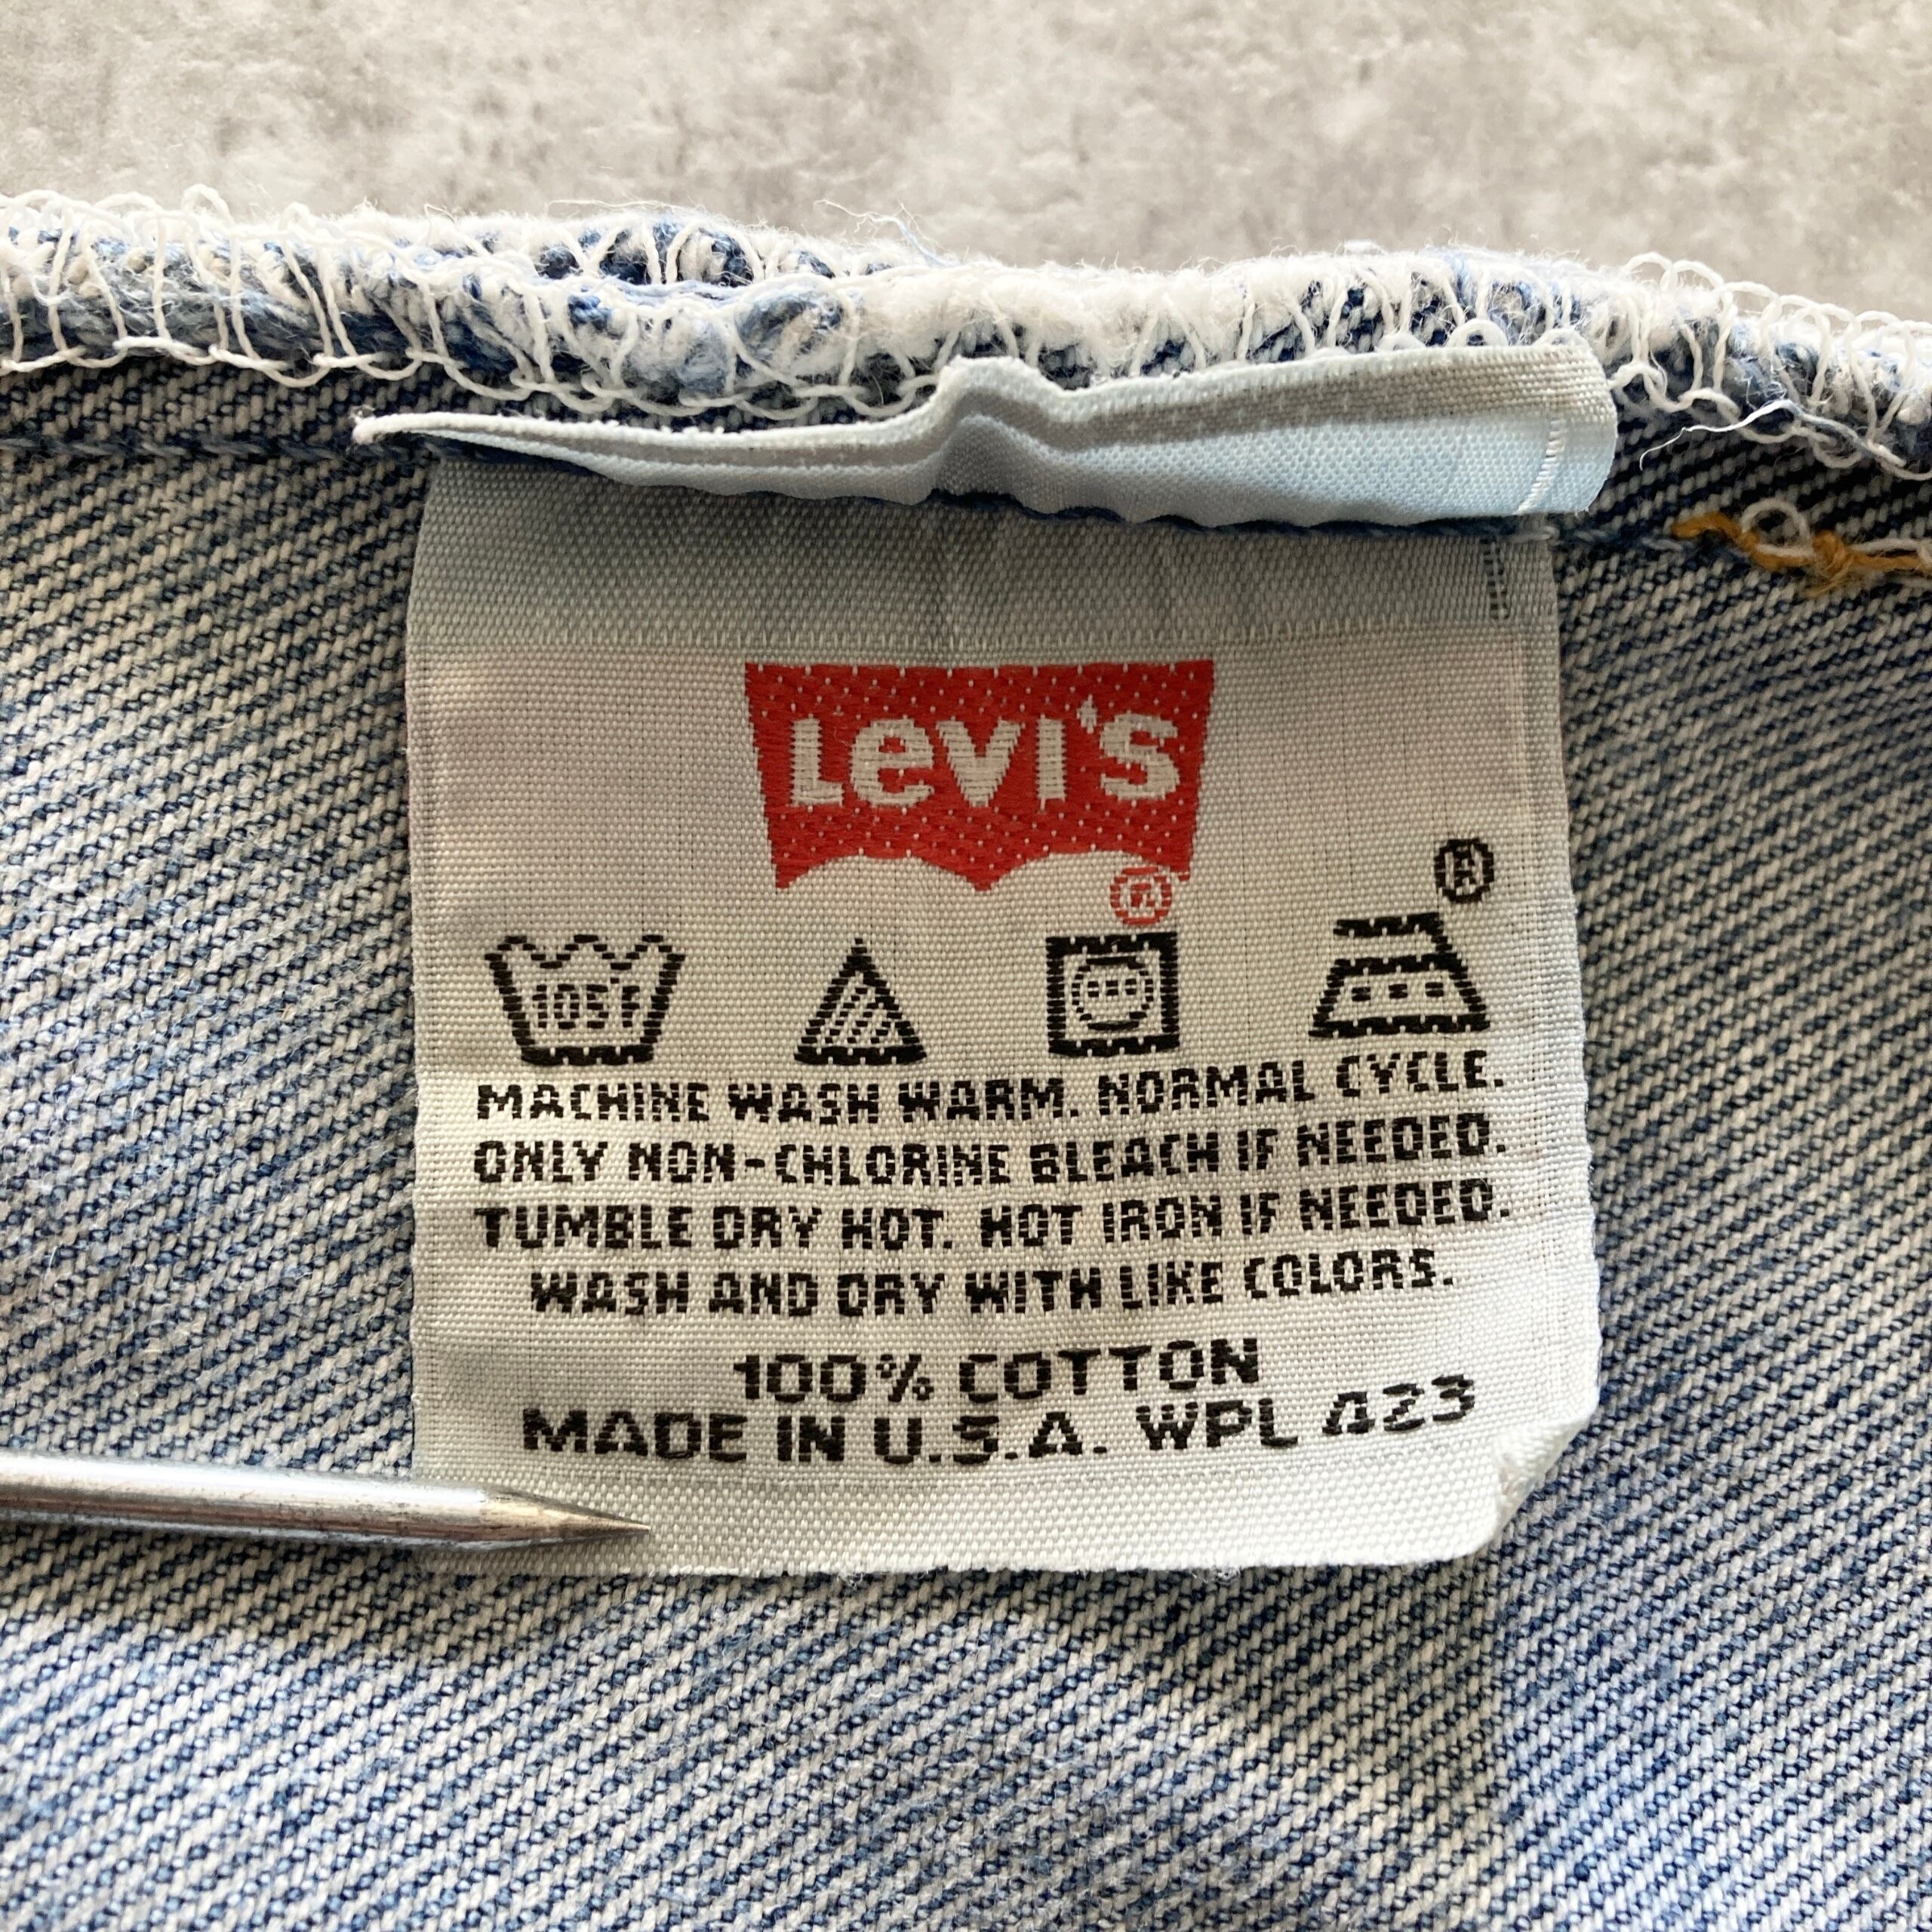 LEVI'S
®
®
105°F
MACHINE WASH WARM. NORMAL CYCLE.
ONLY NON-CHLORINE BLEACH IF NEEDED.
TUMBLE DRY HOT. HOT IRON IF NEEDED.
WASH AND DRY WITH LIKE COLORS.
100% COTTON
MADE IN U.S.A. WPL 423